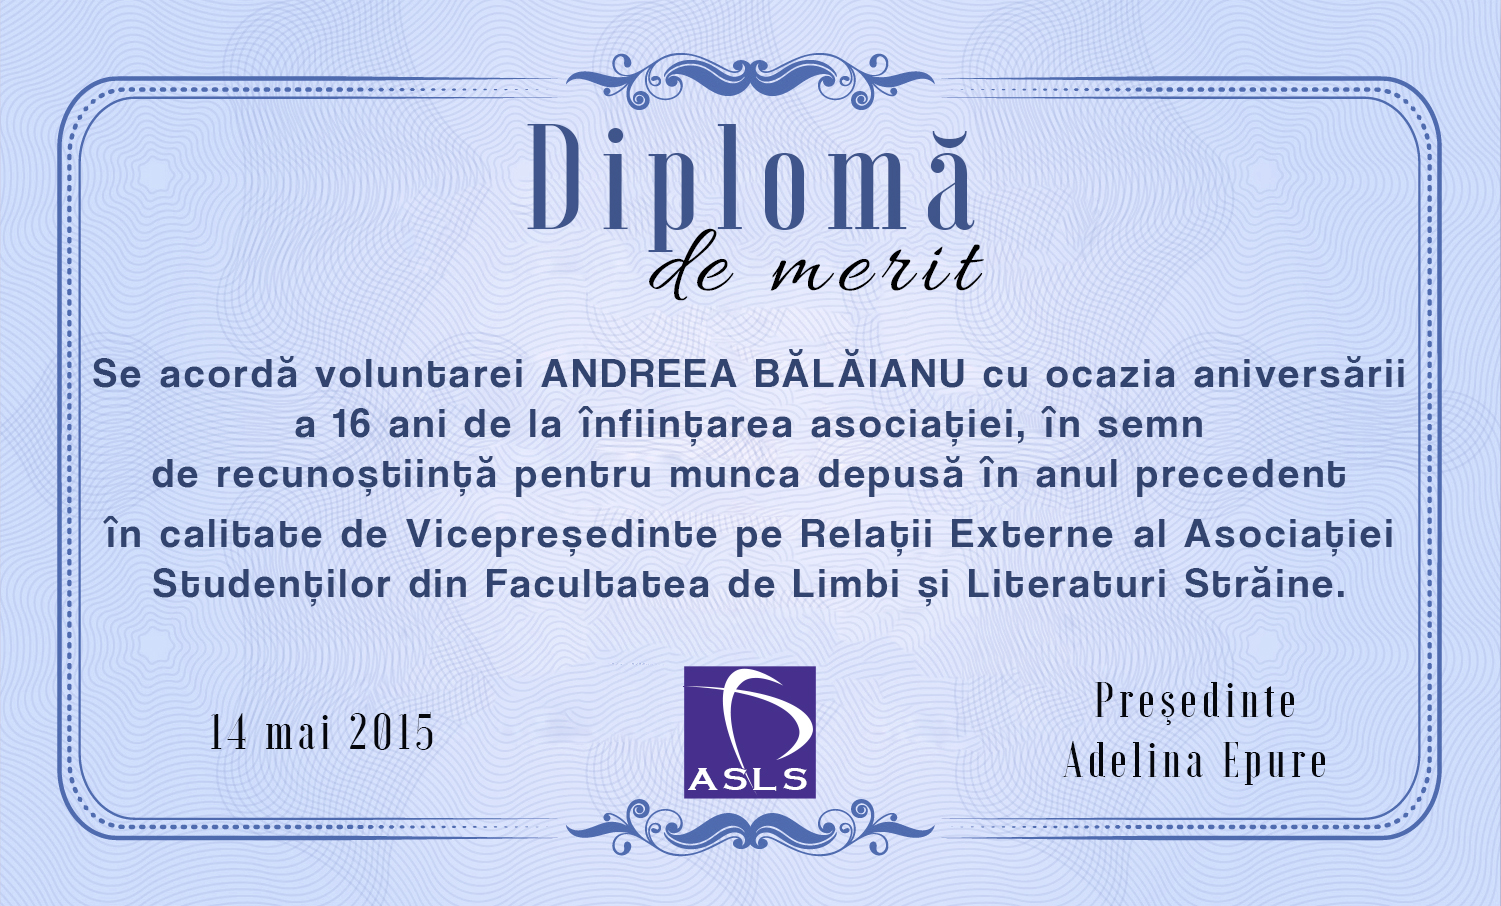 Diplomă
de merit
Se acordă voluntarei ANDREEA BĂLĂIANU cu ocazia aniversării
a 16 ani de la înființarea asociației, în semn
de recunoștiință pentru munca depusă în anul precedent
în calitate de Vicepreședinte pe Relații Externe al Asociației
Studenților din Facultatea de Limbi și Literaturi Străine.
14 mai 2015
ASLS
Președinte
Adelina Epure